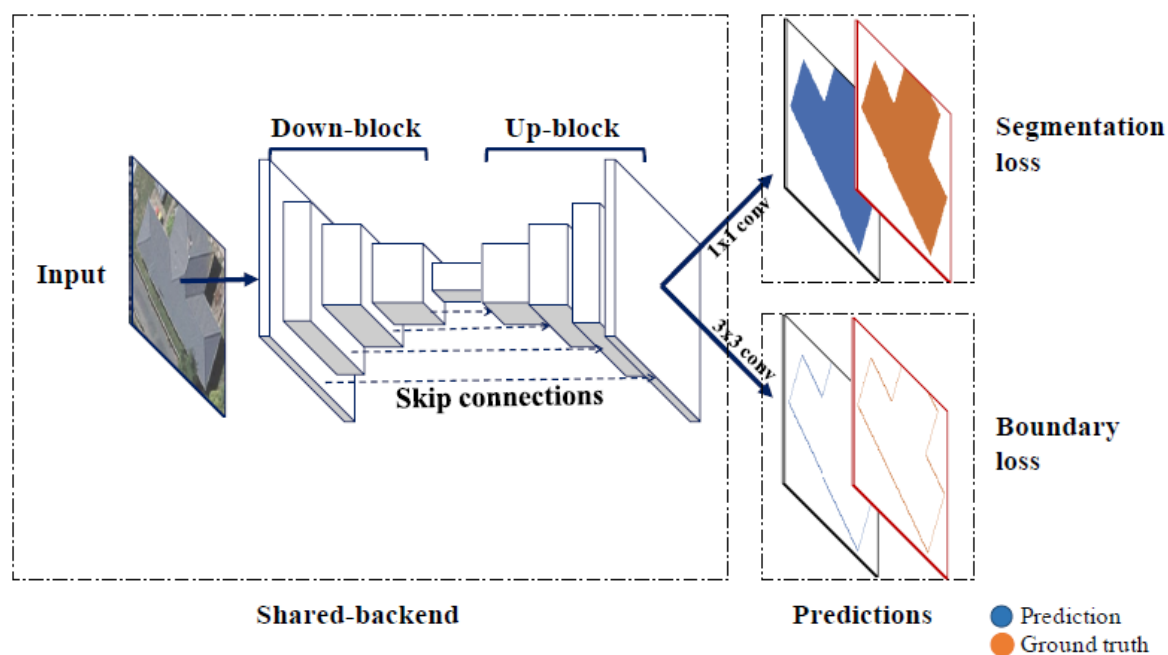 Down-block
Up-block
Input
Skip connections
1x1 conv
3x3 conv
Segmentation
loss
Boundary
loss
Shared-backend
Predictions
Prediction
Ground truth